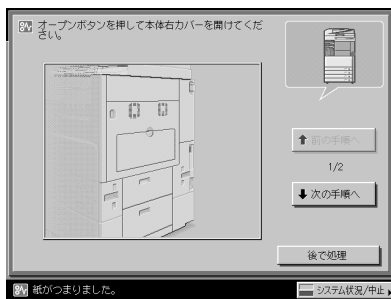 オープンボタンを押して本体右カバーを開けてくだ
さい。
前の手順へ
1/2
次の手順へ
後で処理
紙がつまりました。
システム状況/中止